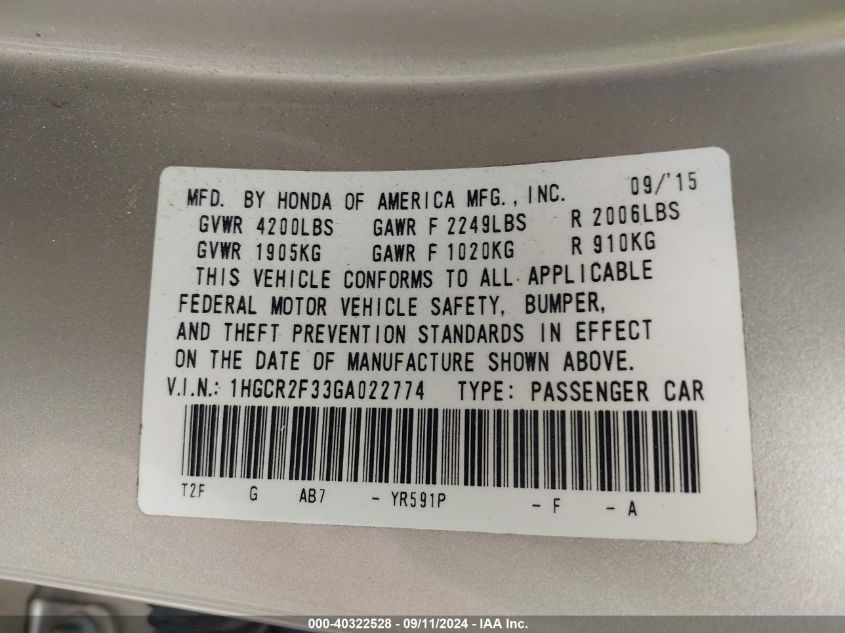 MFD. BY HONDA OF AMERICA MFG., INC. 09/'15
GVWR 4200LBS GAWR F 2249LBS R 2006LBS
GVWR 1905KG GAWR F 1020KG R 910KG
THIS VEHICLE CONFORMS TO ALL APPLICABLE
FEDERAL MOTOR VEHICLE SAFETY, BUMPER,
AND THEFT PREVENTION STANDARDS IN EFFECT
ON THE DATE OF MANUFACTURE SHOWN ABOVE.
V.I.N.: 1HGCR2F33GA022774 TYPE: PASSENGER CAR
T2F G AB7 - YR591P - F - A
000-40322528 - 09/11/2024 - IAA Inc.